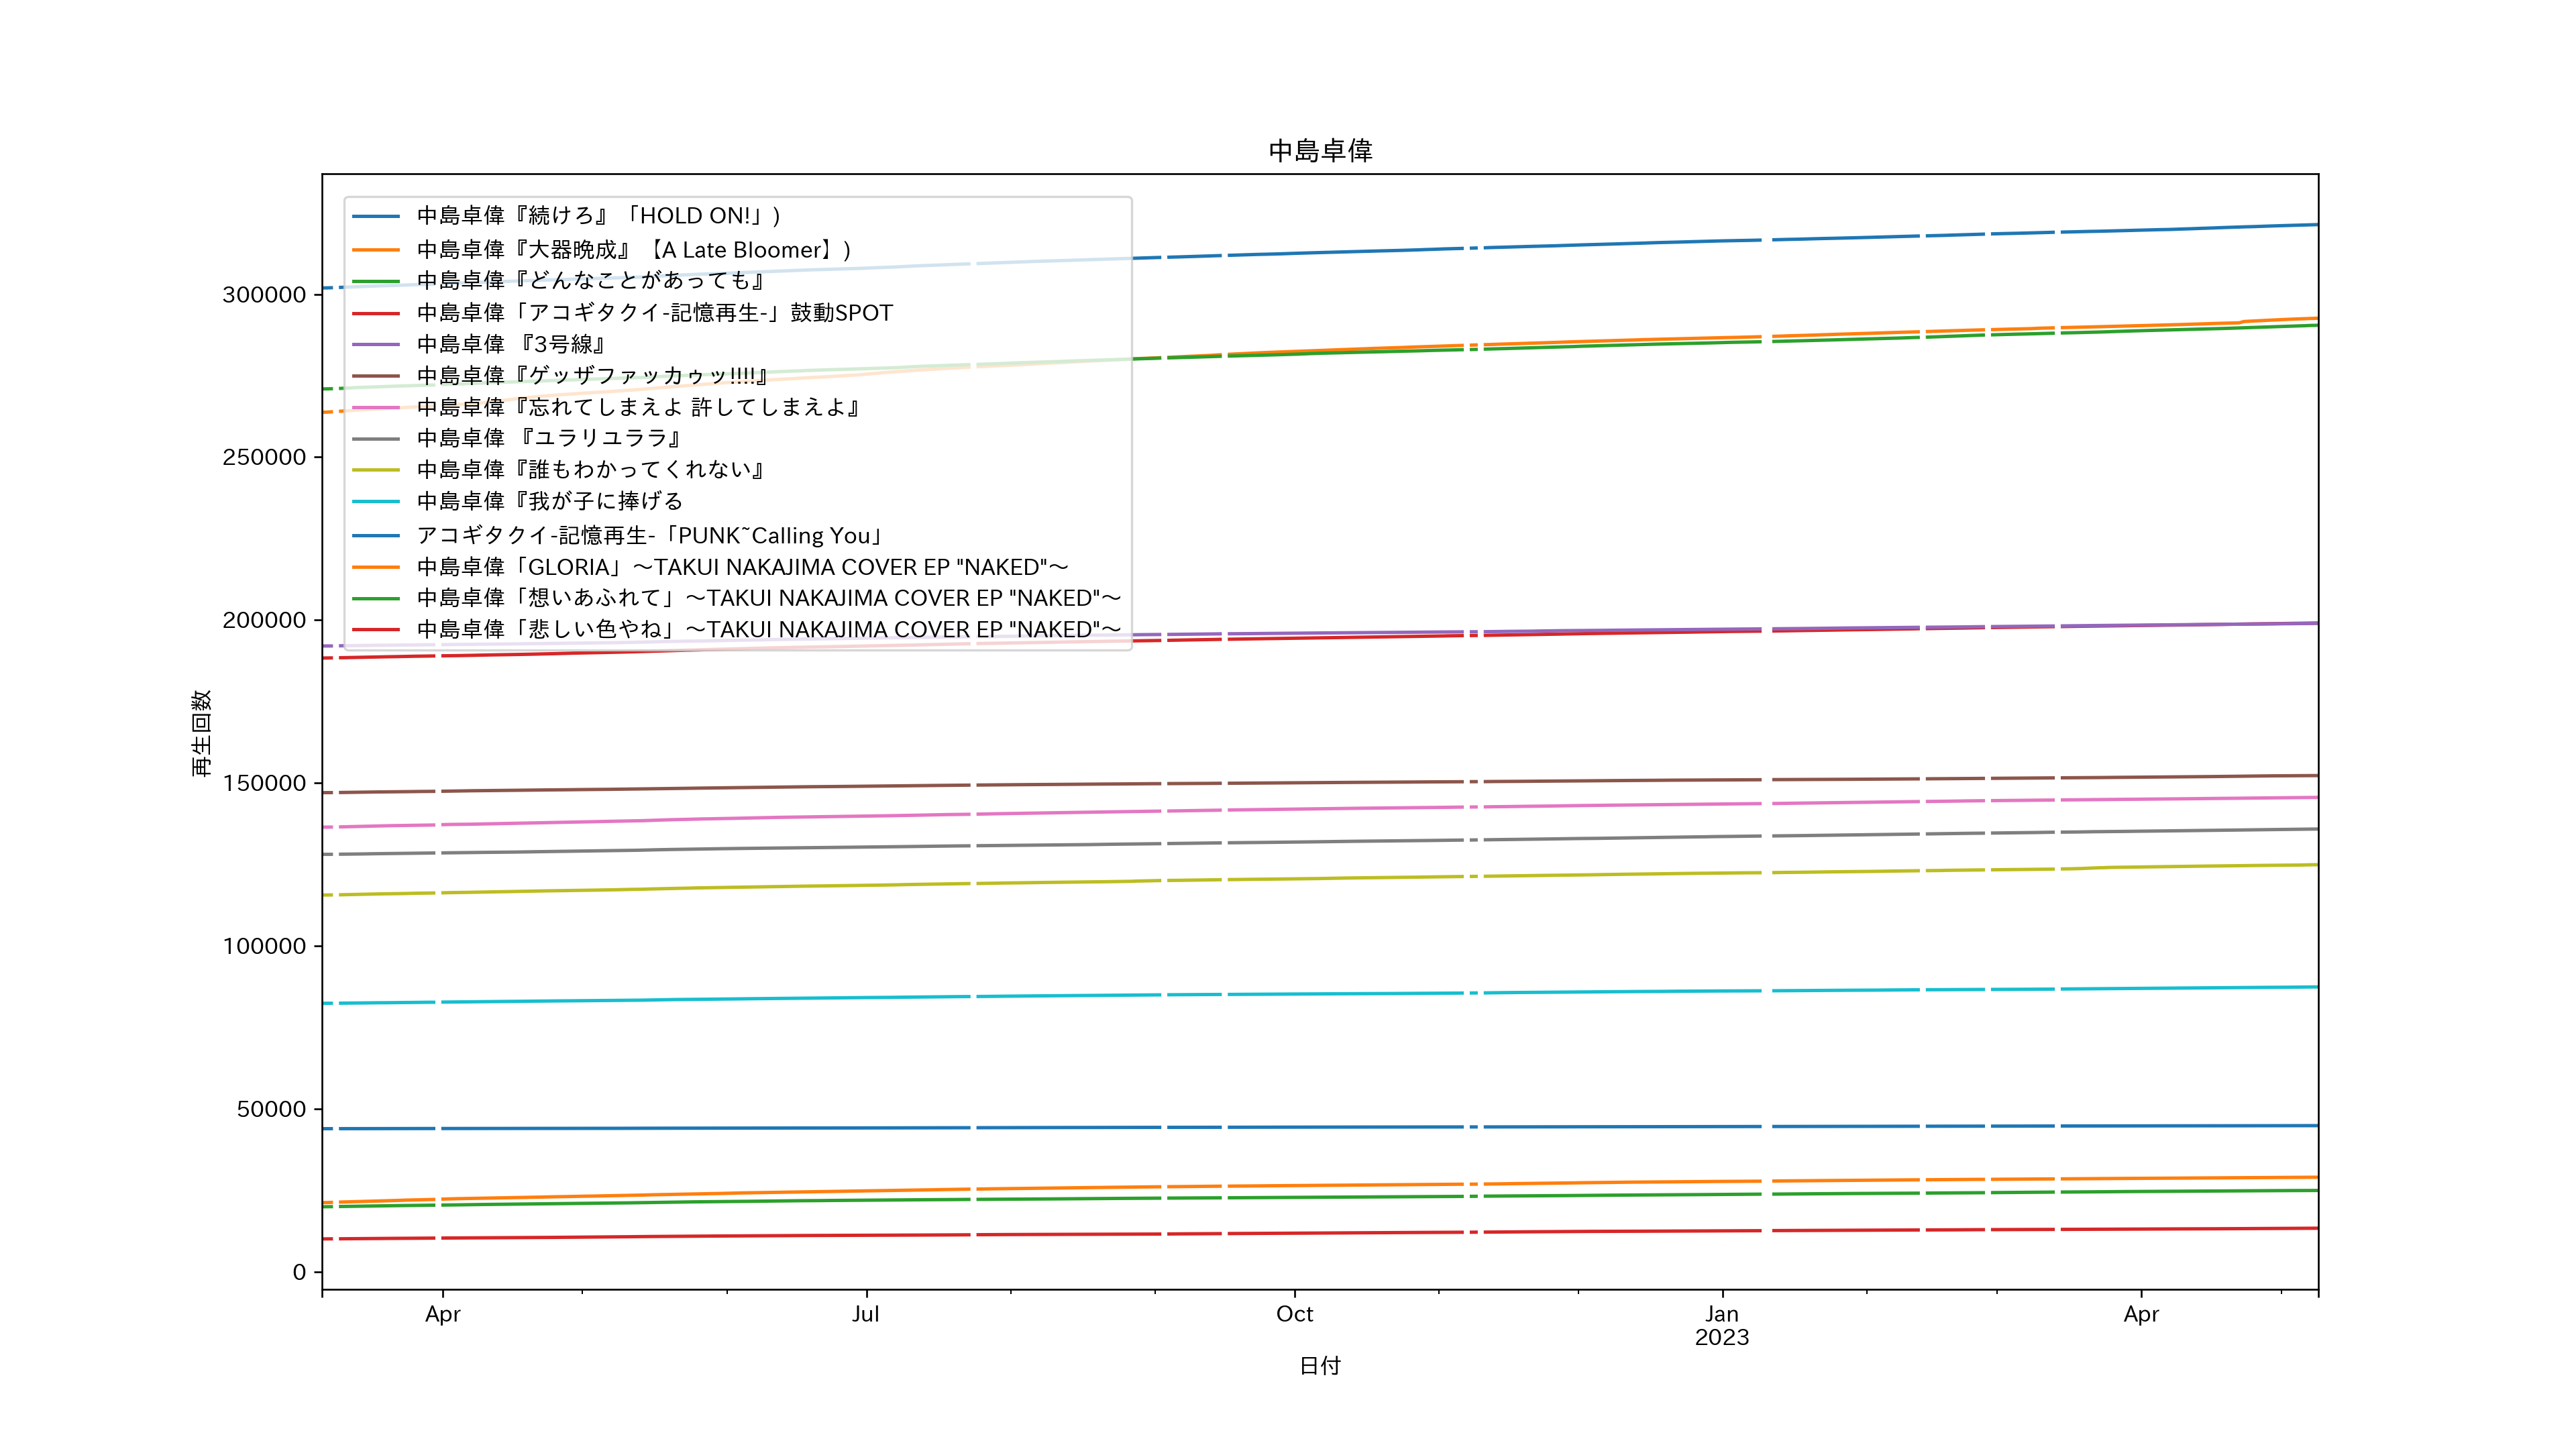 中島卓偉
中島卓偉『続けろ』「HOLD ON!」)
中島卓偉『大器晩成』【A Late Bloomer】)
中島卓偉『どんなことがあっても』
中島卓偉「アコギタクイ-記憶再生-」鼓動SPOT
中島卓偉 『3号線』
中島卓偉『ゲッザファッカゥッ!!!!』
中島卓偉『忘れてしまえよ 許してしまえよ』
中島卓偉 『ユラリユララ』
中島卓偉『誰もわかってくれない』
中島卓偉『我が子に捧げる
アコギタクイ-記憶再生-「PUNK~Calling You」
中島卓偉「GLORIA」～TAKUI NAKAJIMA COVER EP "NAKED"～
中島卓偉「想いあふれて」～TAKUI NAKAJIMA COVER EP "NAKED"～
中島卓偉「悲しい色やね」～TAKUI NAKAJIMA COVER EP "NAKED"～
再生回数
300000
250000
200000
150000
100000
50000
0
Apr
Jul
Oct
Jan
2023
Apr
日付